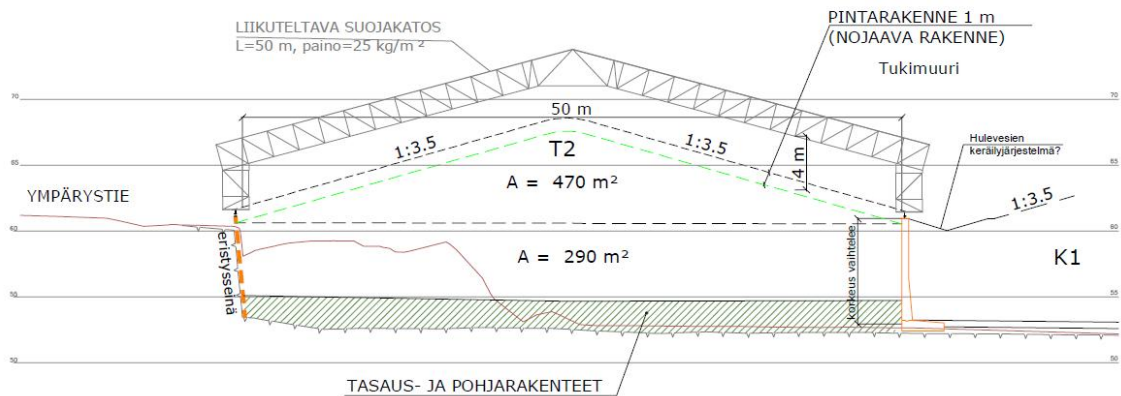 LIIKUTELTAVA SUOJAKATOS
L=50 m, paino=25 kg/m ²
PINTARAKENNE 1 m
(NOJAAVA RAKENNE)
Tukimuuri
70
70
50 m
1:3.5
1:3.5
T2
4 m
A = 470 m²
Hulevesien
keräilyjärjestelmä?
65
65
YMPÄRYSTIE
1:3.5
60
60
eristysseinä
korkeus vaihtelee
A = 290 m²
K1
55
55
50
50
TASAUS- JA POHJARAKENTEET